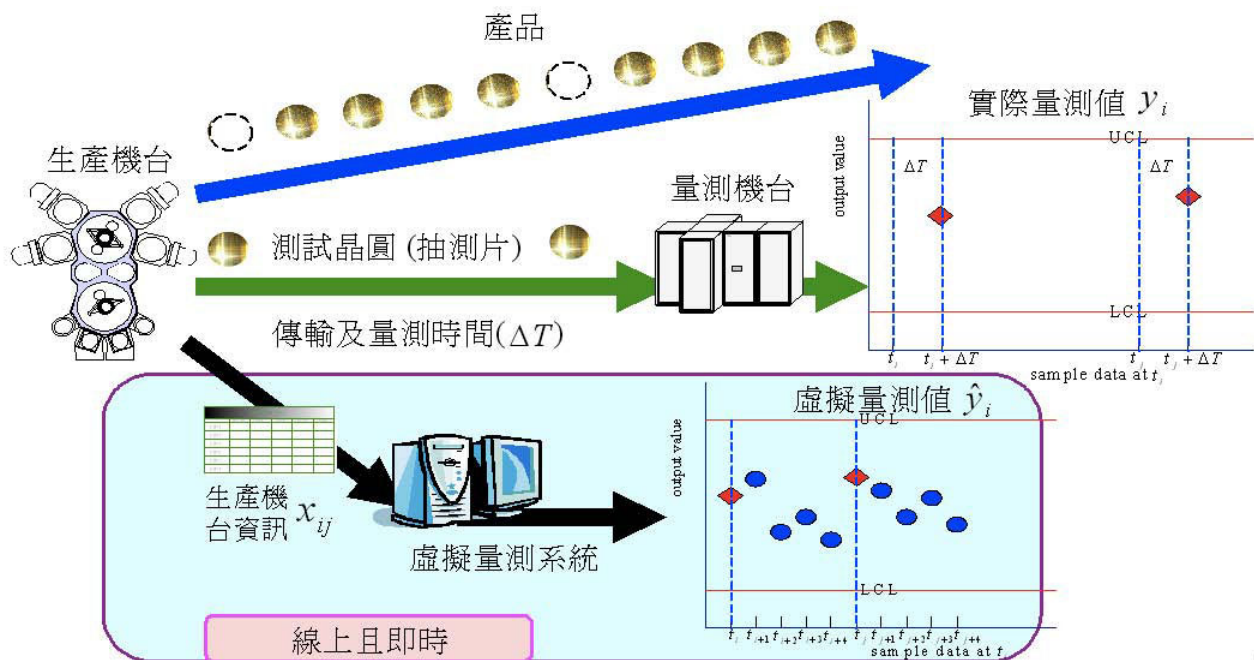 產品
實際量測值 yᵢ
生產機台
UCL
ΔT
ΔT
output value
量測機台
測試晶圓 (抽測片)
傳輸及量測時間(ΔT)
LCL
tᵢ
tᵢ + ΔT
tⱼ
tⱼ + ΔT
sample data at tᵢ
虛擬量測值 ŷᵢ
UCL
output value
生產機
台資訊 xᵢⱼ
虛擬量測系統
LCL
線上且即時
tᵢ tᵢ₊₁ tᵢ₊₂ tᵢ₊₃ tᵢ₊₄ tⱼ tⱼ₊₁ tⱼ₊₂ tⱼ₊₃ tⱼ₊₄
sample data at tᵢ